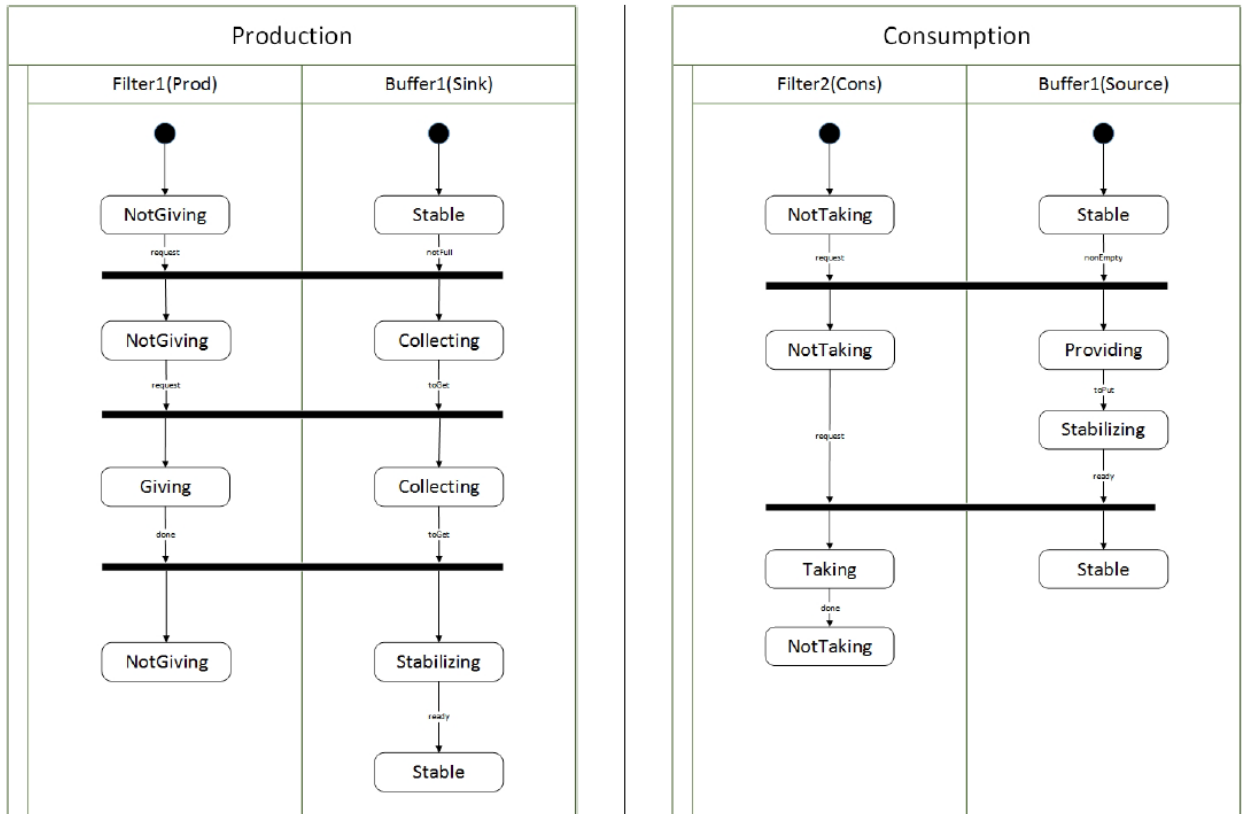 Production
Filter1(Prod)
Buffer1(Sink)
NotGiving
Stable
request
notFull
NotGiving
Collecting
request
toGet
Giving
Collecting
done
toGet
NotGiving
Stabilizing
ready
Stable
Consumption
Filter2(Cons)
Buffer1(Source)
NotTaking
Stable
request
nonEmpty
NotTaking
Providing
toPut
Stabilizing
request
ready
Taking
Stable
done
NotTaking